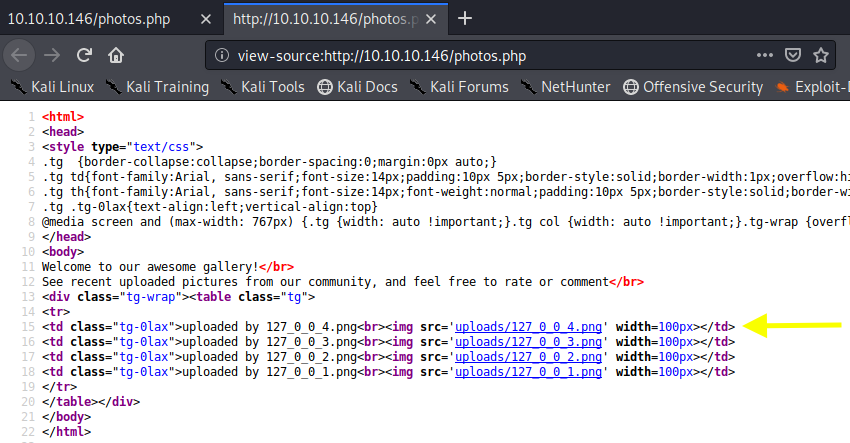 10.10.10.146/photos.php
http://10.10.10.146/photos.p
view-source:http://10.10.10.146/photos.php
Kali Linux Kali Training Kali Tools Kali Docs Kali Forums NetHunter Offensive Security Exploit-
1 <html>
2 <head>
3 <style type="text/css">
4 .tg  {border-collapse:collapse;border-spacing:0;margin:0px auto;}
5 .tg td{font-family:Arial, sans-serif;font-size:14px;padding:10px 5px;border-style:solid;border-width:1px;overflow:hi
6 .tg th{font-family:Arial, sans-serif;font-size:14px;font-weight:normal;padding:10px 5px;border-style:solid;border-wi
7 .tg .tg-0lax{text-align:left;vertical-align:top}
8 @media screen and (max-width: 767px) {.tg {width: auto !important;}.tg col {width: auto !important;}.tg-wrap {overfl
9 </head>
10 <body>
11 Welcome to our awesome gallery!</br>
12 See recent uploaded pictures from our community, and feel free to rate or comment</br>
13 <div class="tg-wrap"><table class="tg">
14 <tr>
15 <td class="tg-0lax">uploaded by 127_0_0_4.png<br><img src='uploads/127_0_0_4.png' width=100px></td>
16 <td class="tg-0lax">uploaded by 127_0_0_3.png<br><img src='uploads/127_0_0_3.png' width=100px></td>
17 <td class="tg-0lax">uploaded by 127_0_0_2.png<br><img src='uploads/127_0_0_2.png' width=100px></td>
18 <td class="tg-0lax">uploaded by 127_0_0_1.png<br><img src='uploads/127_0_0_1.png' width=100px></td>
19 </tr>
20 </table></div>
21 </body>
22 </html>